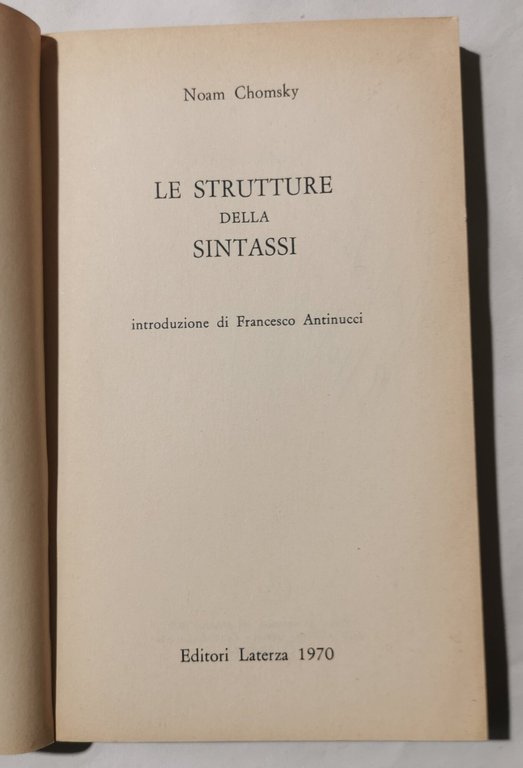 Noam Chomsky
LE STRUTTURE
DELLA
SINTASSI
introduzione di Francesco Antinucci
Editori Laterza 1970